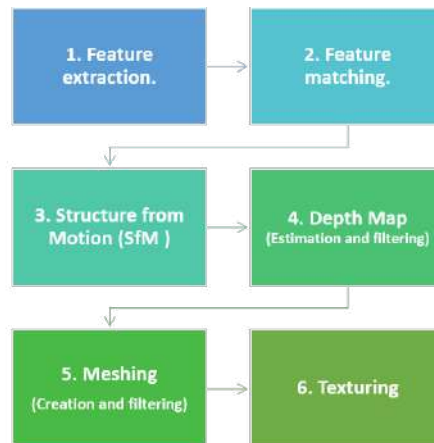 1. Feature
extraction.
2. Feature
matching.
3. Structure from
Motion (SfM )
4. Depth Map
(Estimation and filtering)
5. Meshing
(Creation and filtering)
6. Texturing